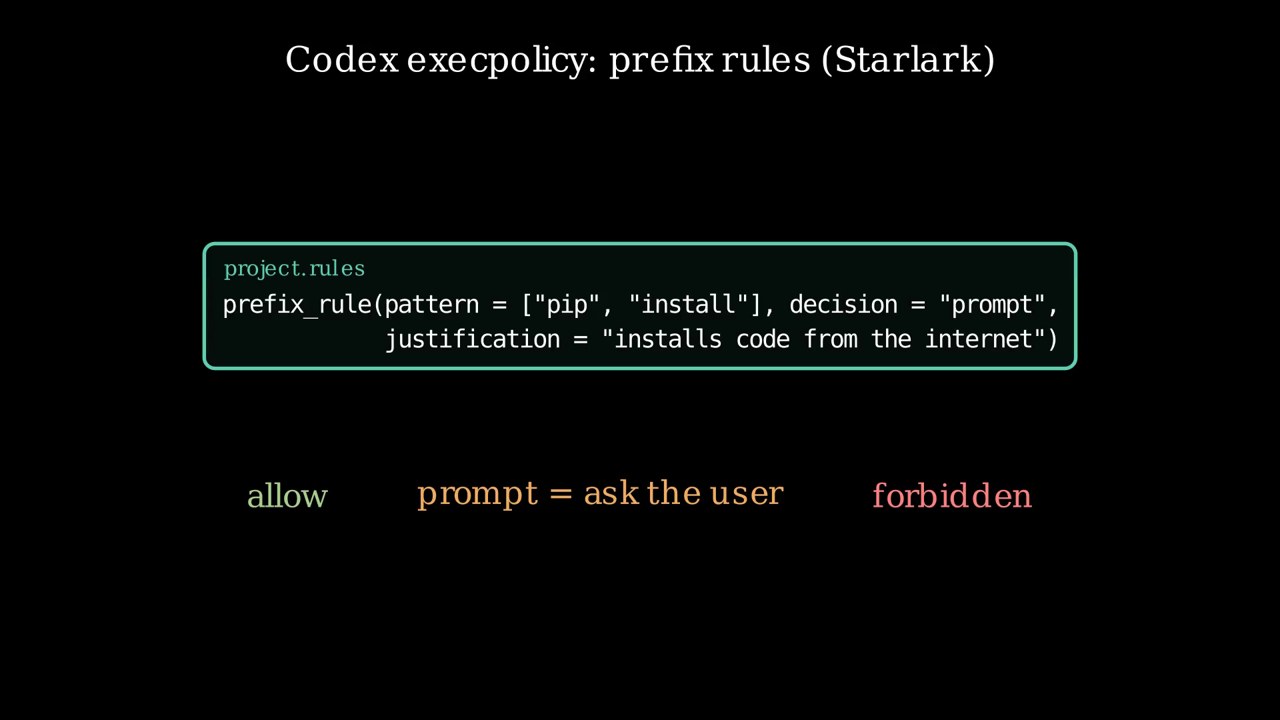 Codex execpolicy: prefix rules (Starlark)
project.rules
prefix_rule(pattern = ["pip", "install"], decision = "prompt",
justification = "installs code from the internet")
allow
prompt = ask the user
forbidden